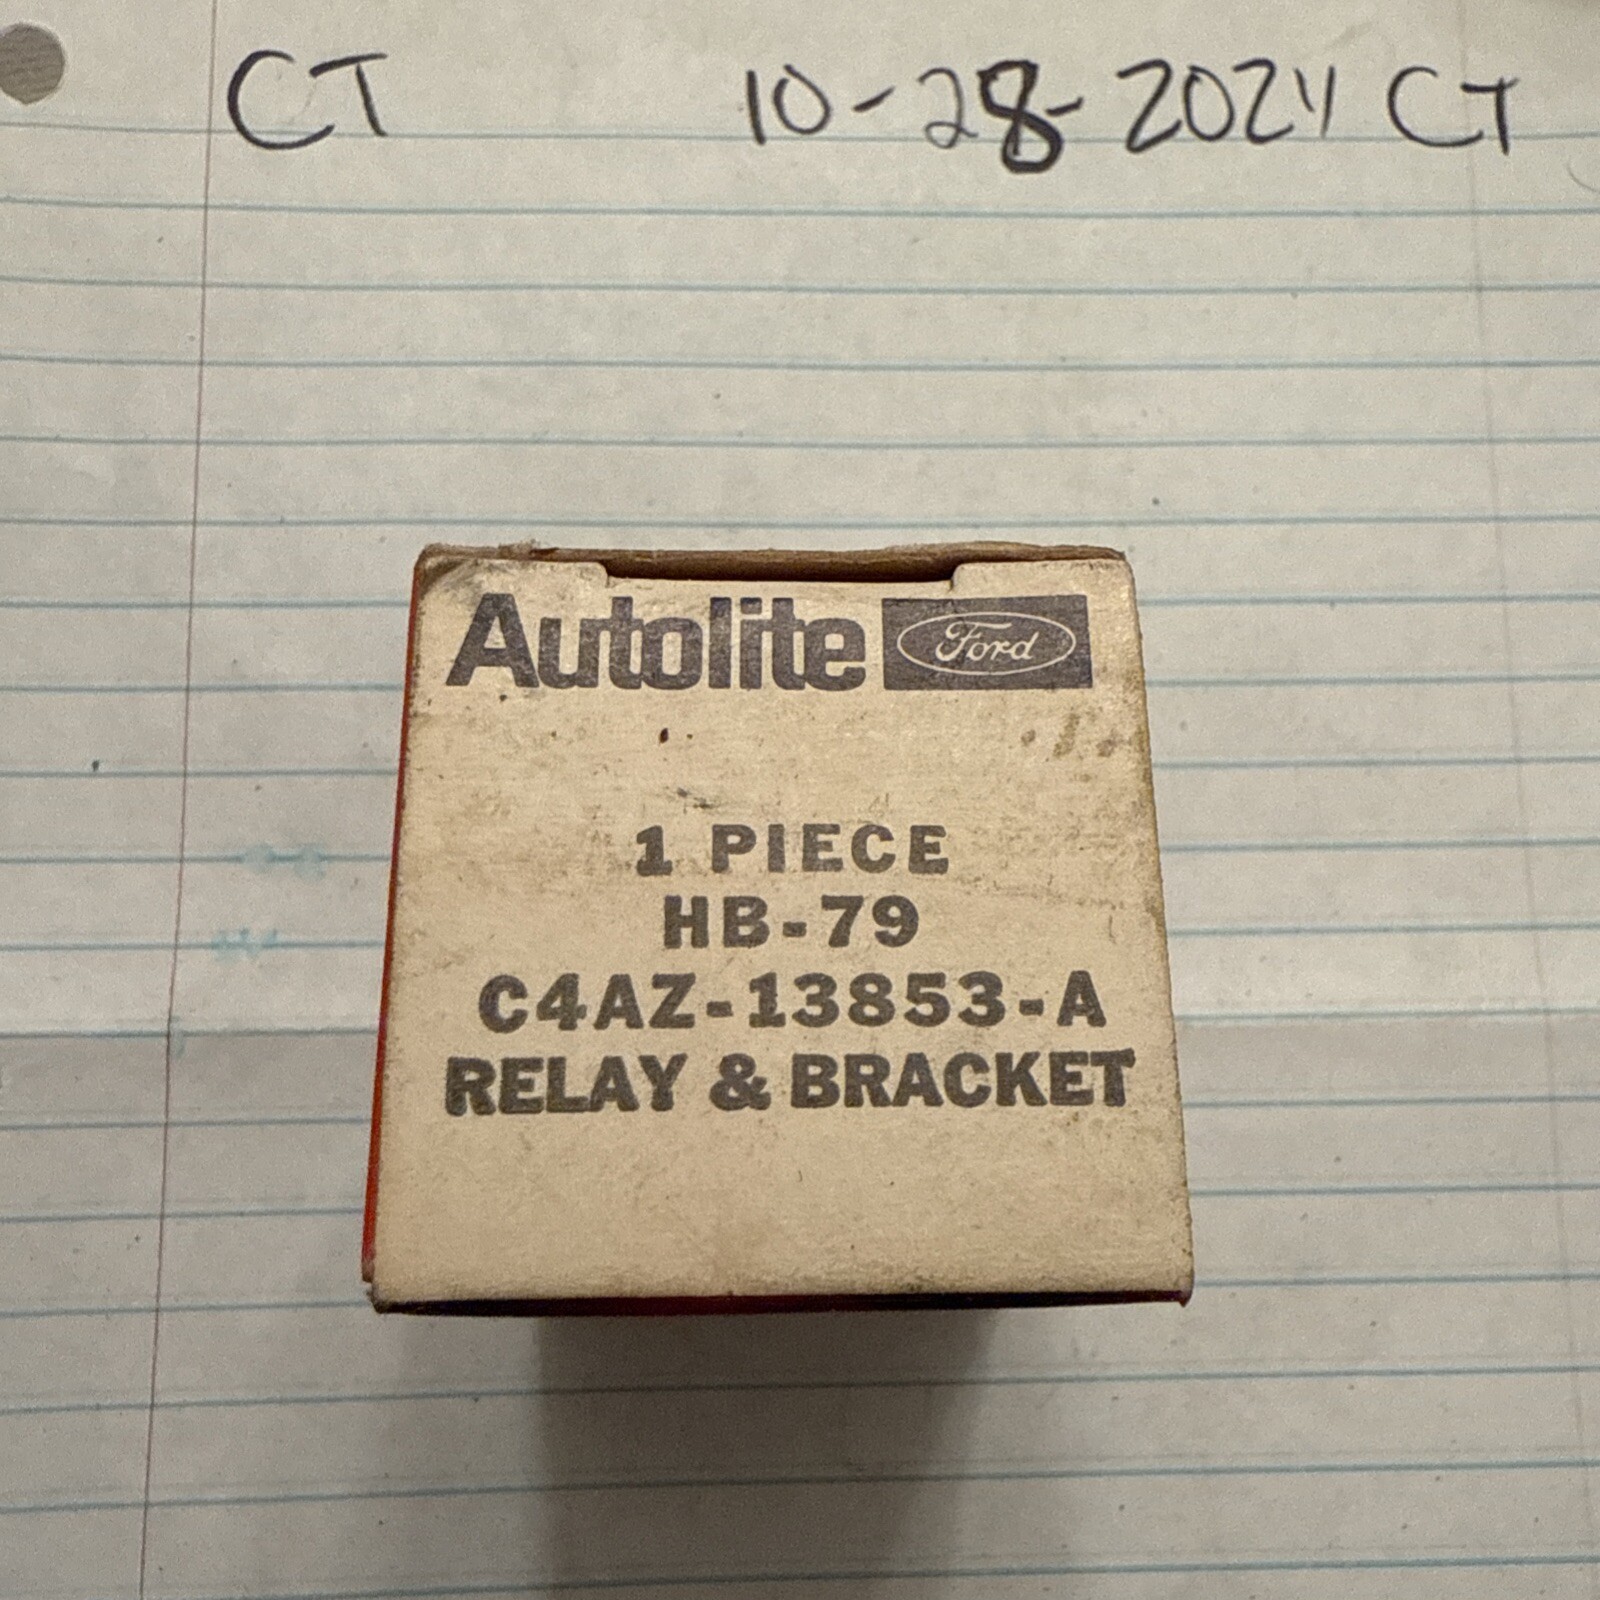 CT 10-28-2024 CT
Autolite Ford
1 PIECE
HB-79
C4AZ-13853-A
RELAY & BRACKET